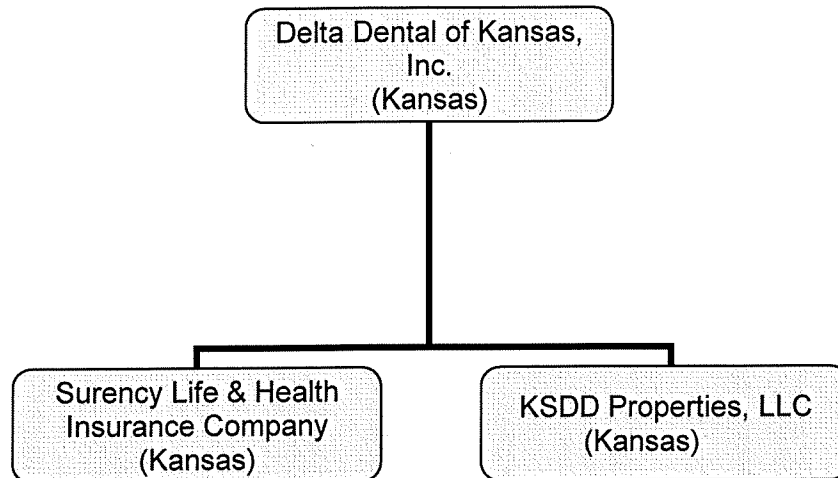 Delta Dental of Kansas,
Inc.
(Kansas)
Surency Life & Health
Insurance Company
(Kansas)
KSDD Properties, LLC
(Kansas)